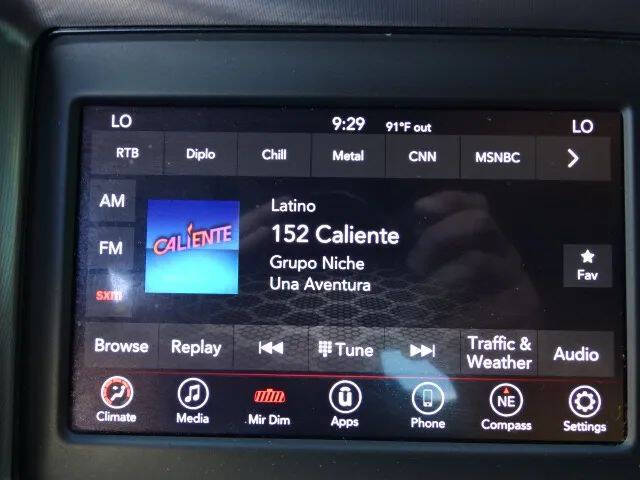 LO 9:29 91°F out LO
RTB Diplo Chill Metal CNN MSNBC
AM
FM
sxm
CALIENTE
Latino
152 Caliente
Grupo Niche
Una Aventura
Fav
Browse Replay Tune Traffic & Weather Audio
Climate Media Mir Dim Apps Phone NE Compass Settings